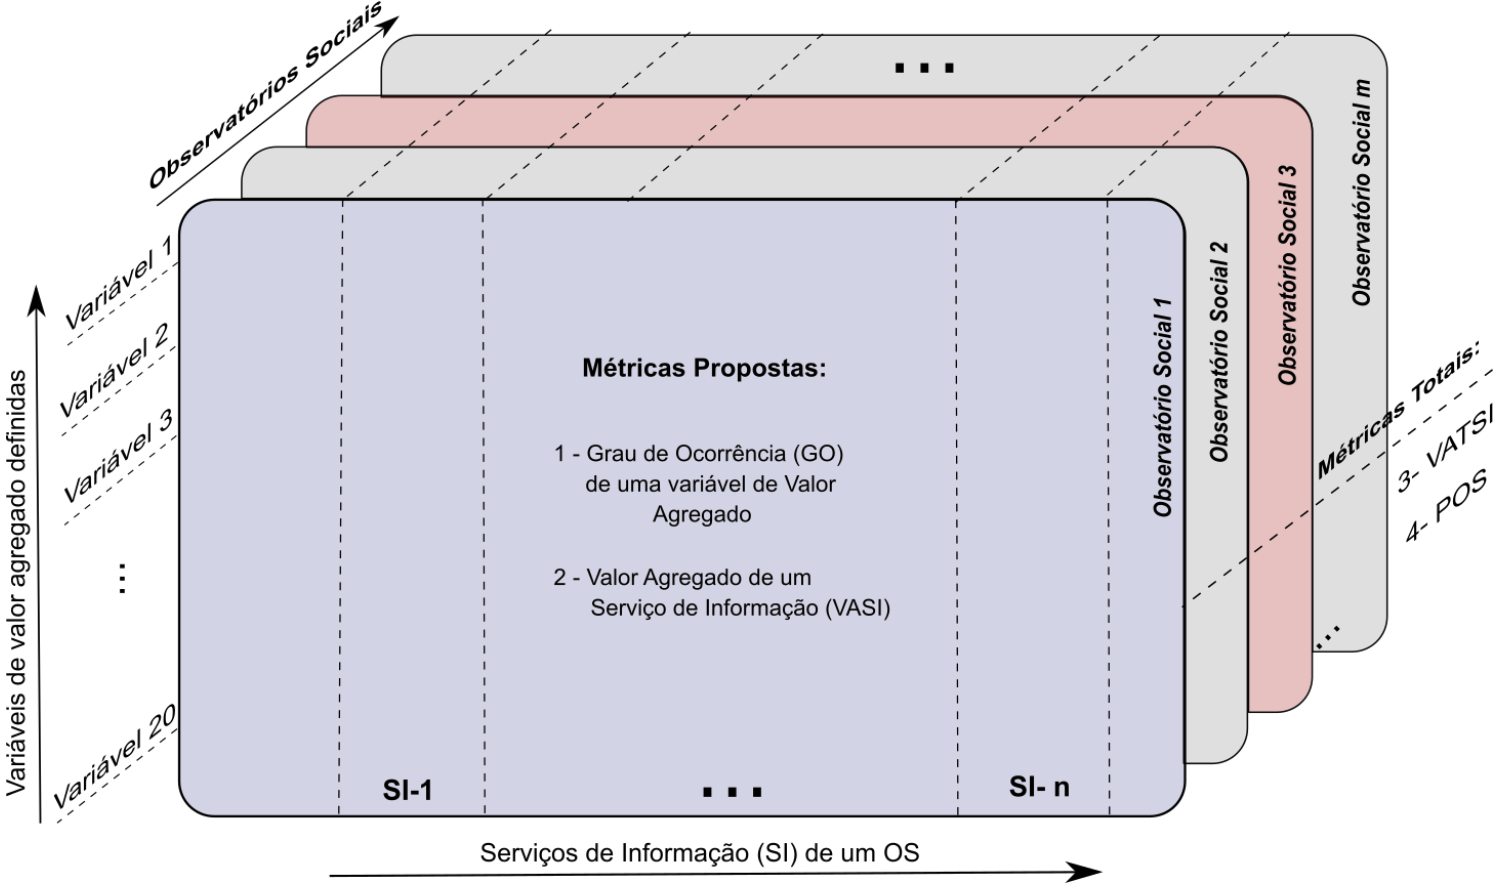 Observatórios Sociais
...
Observatório Social m
Observatório Social 3
Observatório Social 2
Observatório Social 1
Variáveis de valor agregado definidas
Variável 1
Variável 2
Variável 3
...
Variável 20
Métricas Propostas:
1 - Grau de Ocorrência (GO)
de uma variável de Valor
Agregado
2 - Valor Agregado de um
Serviço de Informação (VASI)
Métricas Totais:
3- VATSI
4- POS
...
SI-1
...
SI- n
Serviços de Informação (SI) de um OS